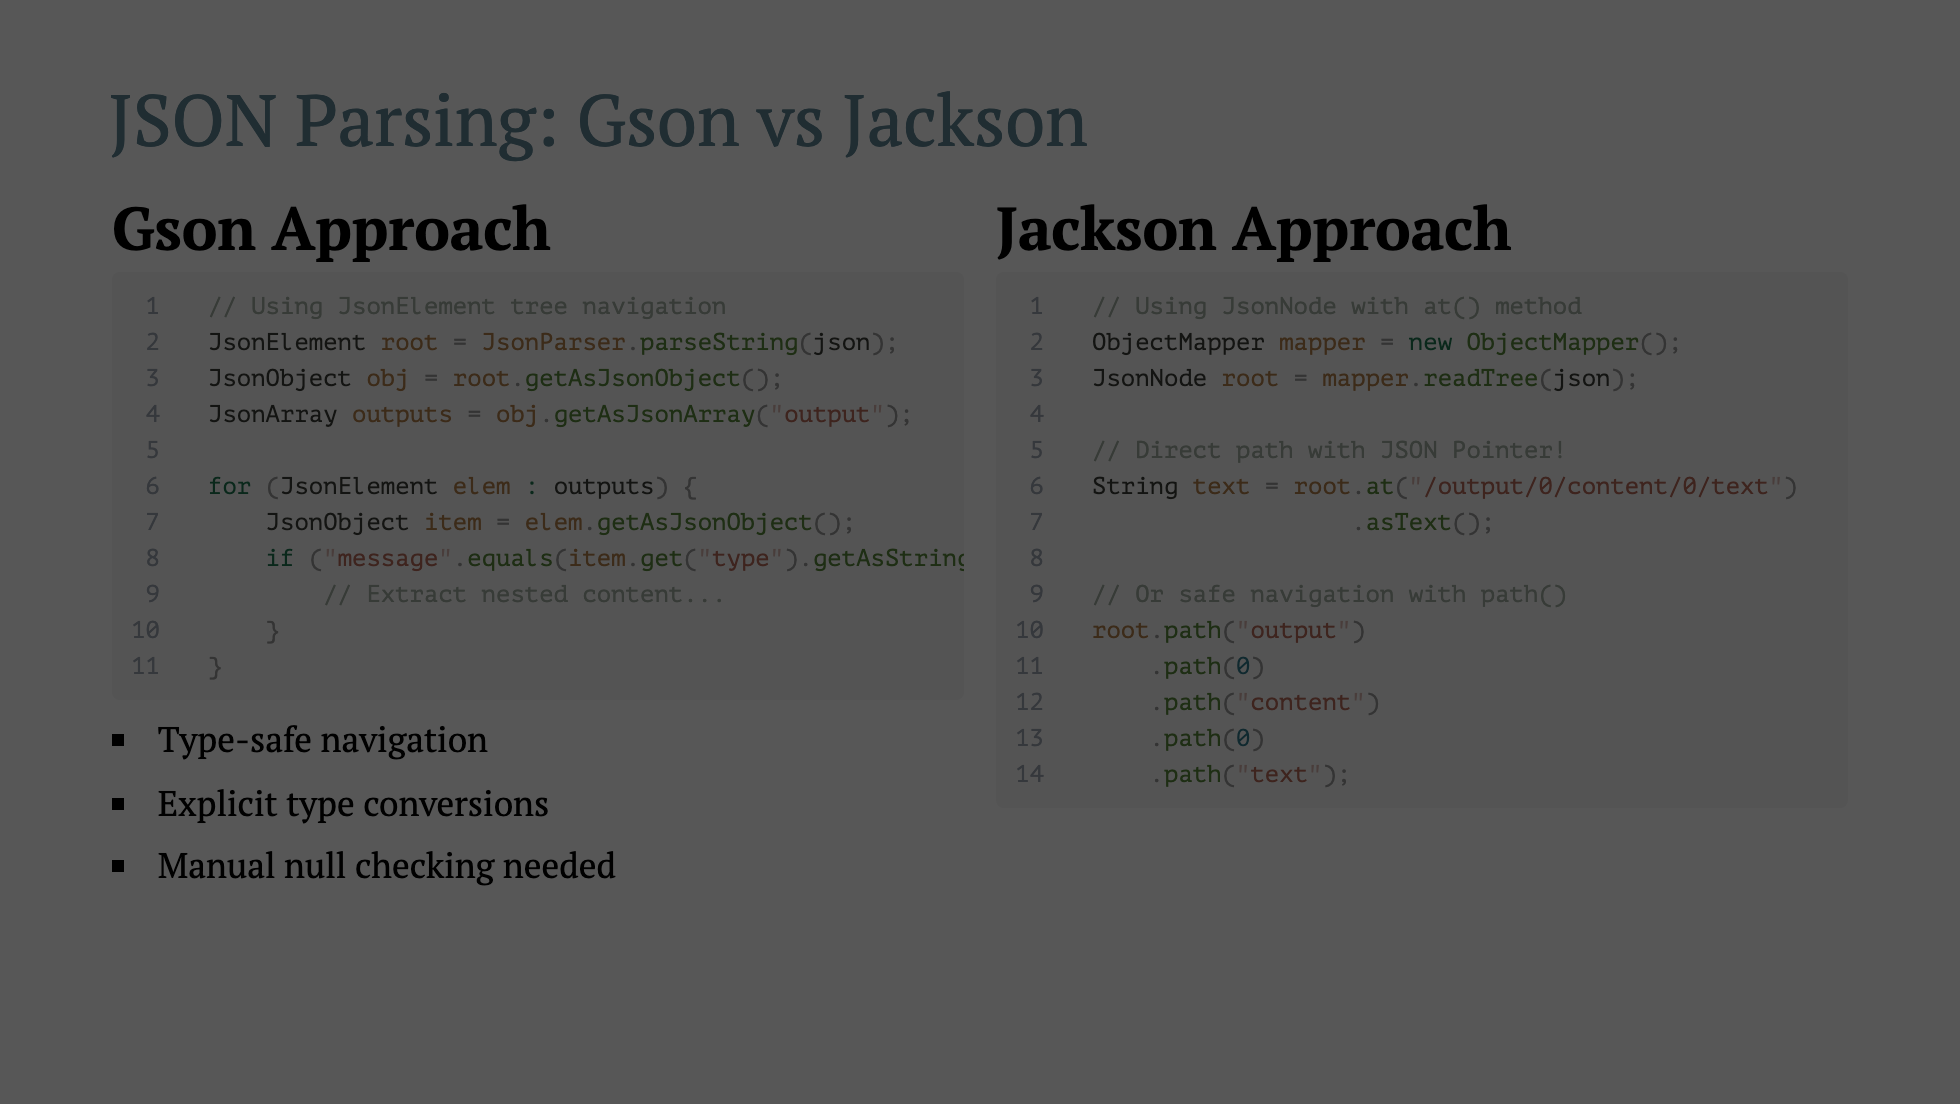 JSON Parsing: Gson vs Jackson
Gson Approach
1 // Using JsonElement tree navigation
2 JsonElement root = JsonParser.parseString(json);
3 JsonObject obj = root.getAsJsonObject();
4 JsonArray outputs = obj.getAsJsonArray("output");
5
6 for (JsonElement elem : outputs) {
7     JsonObject item = elem.getAsJsonObject();
8     if ("message".equals(item.get("type").getAsString
9         // Extract nested content...
10     }
11 }
▪ Type-safe navigation
▪ Explicit type conversions
▪ Manual null checking needed
Jackson Approach
1 // Using JsonNode with at() method
2 ObjectMapper mapper = new ObjectMapper();
3 JsonNode root = mapper.readTree(json);
4
5 // Direct path with JSON Pointer!
6 String text = root.at("/output/0/content/0/text")
7                   .asText();
8
9 // Or safe navigation with path()
10 root.path("output")
11     .path(0)
12     .path("content")
13     .path(0)
14     .path("text");